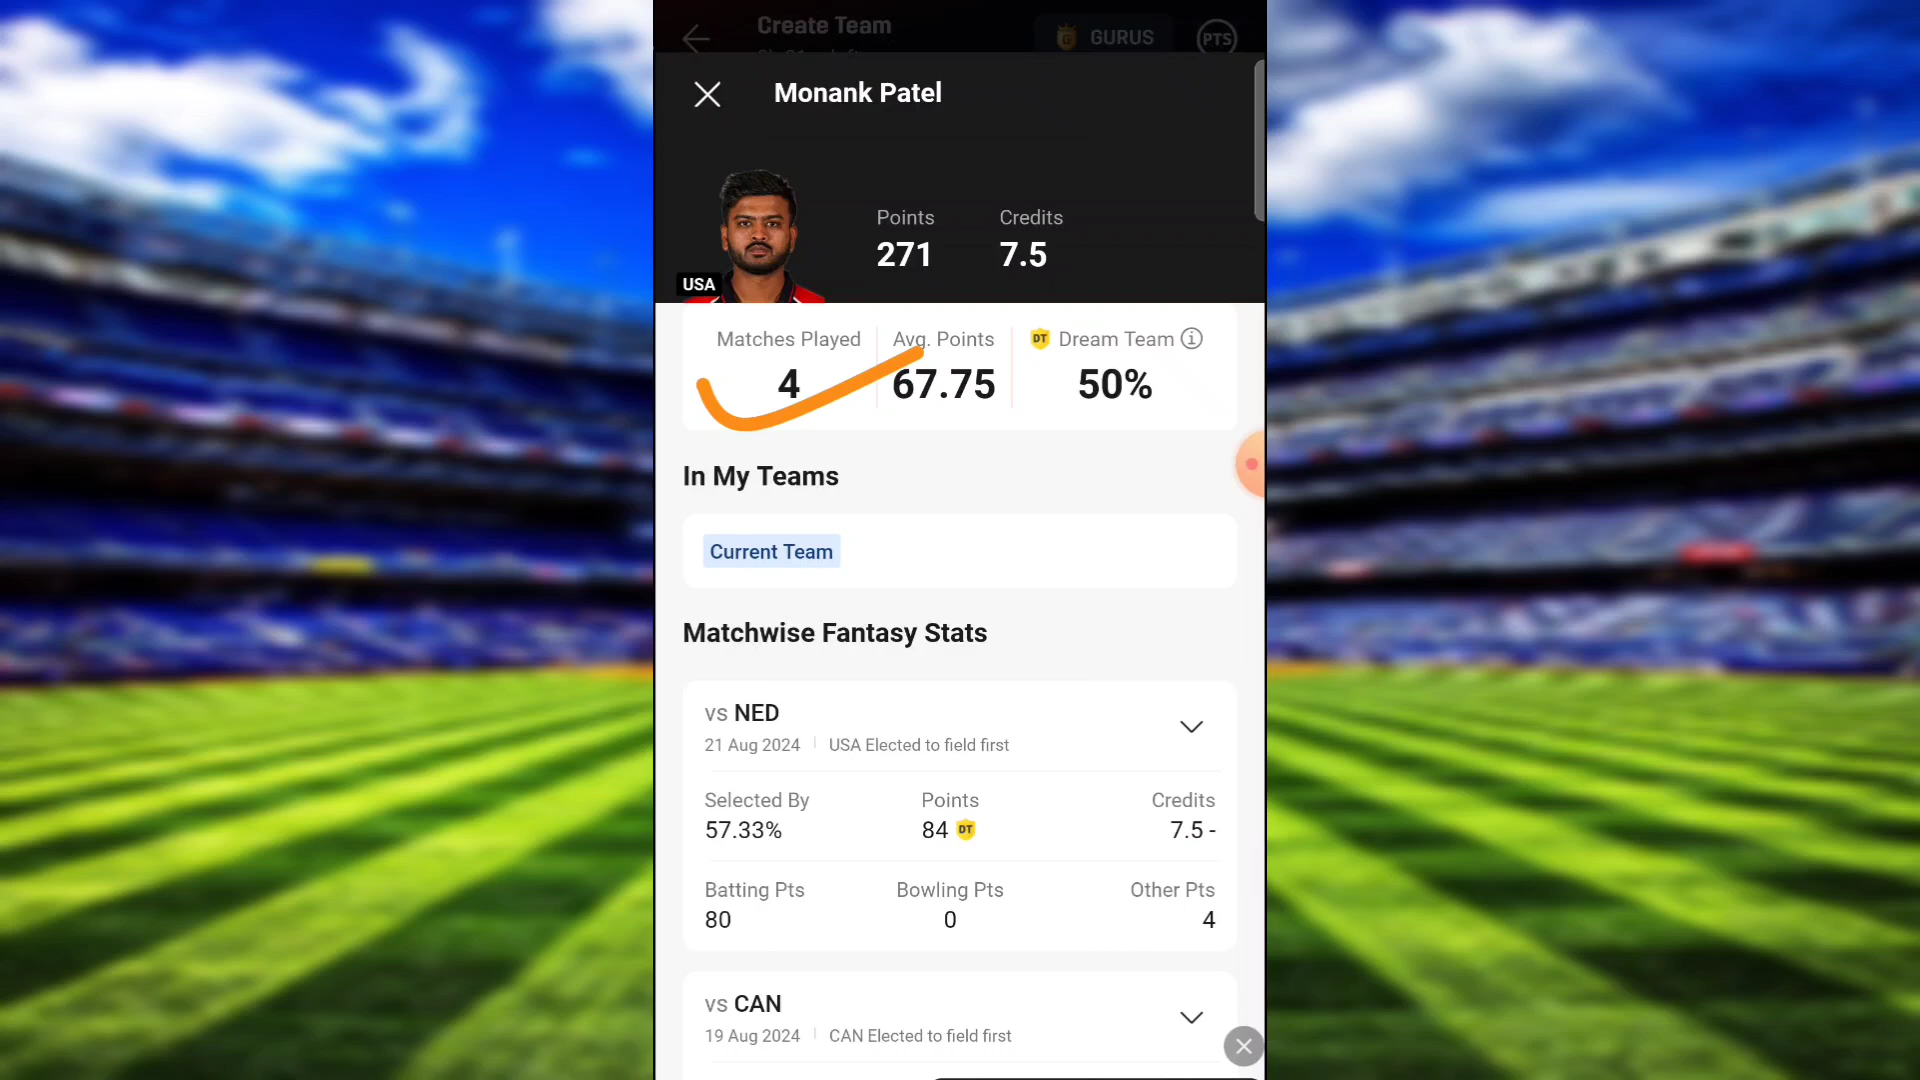 Create Team
GURUS
PTS
Monank Patel
Points
Credits
271
7.5
USA
Matches Played
Avg. Points
DT Dream Team
4
67.75
50%
In My Teams
Current Team
Matchwise Fantasy Stats
vs NED
21 Aug 2024
USA Elected to field first
Selected By
Points
Credits
57.33%
84 DT
7.5 -
Batting Pts
Bowling Pts
Other Pts
80
0
4
vs CAN
19 Aug 2024
CAN Elected to field first